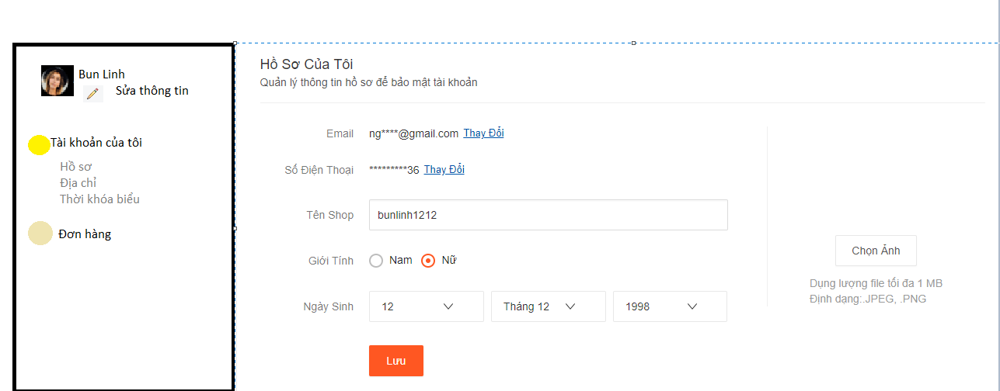 Bun Linh
Sửa thông tin
Tài khoản của tôi
Hồ sơ
Địa chỉ
Thời khóa biểu
Đơn hàng
Hồ Sơ Của Tôi
Quản lý thông tin hồ sơ để bảo mật tài khoản
Email ng****@gmail.com Thay Đổi
Số Điện Thoại *********36 Thay Đổi
Tên Shop bunlinh1212
Giới Tính Nam Nữ
Ngày Sinh 12 Tháng 12 1998
Lưu
Chọn Ảnh
Dụng lượng file tối đa 1 MB
Định dạng:.JPEG, .PNG